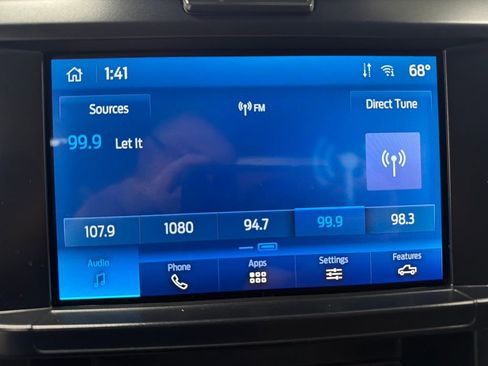 1:41 68°
Sources FM Direct Tune
99.9 Let It
107.9 1080 94.7 99.9 98.3
Audio Phone Apps Settings Features